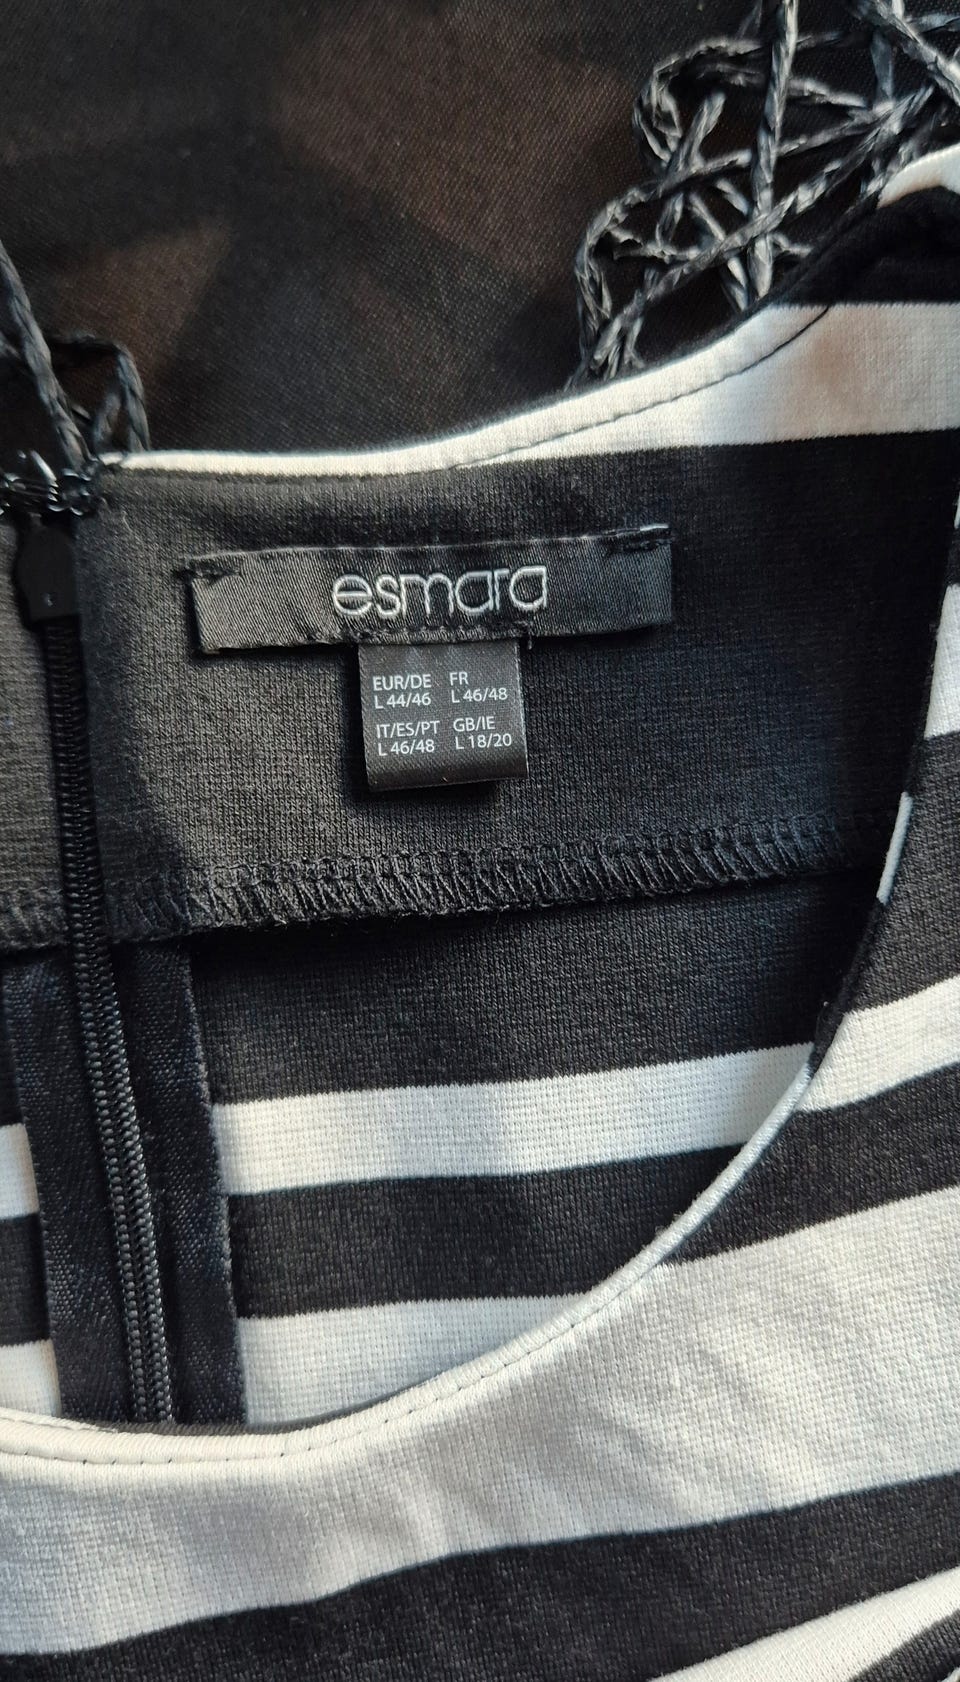 esmara
EUR/DE FR
L 44/46 L 46/48
IT/ES/PT GB/IE
L 46/48 L 18/20